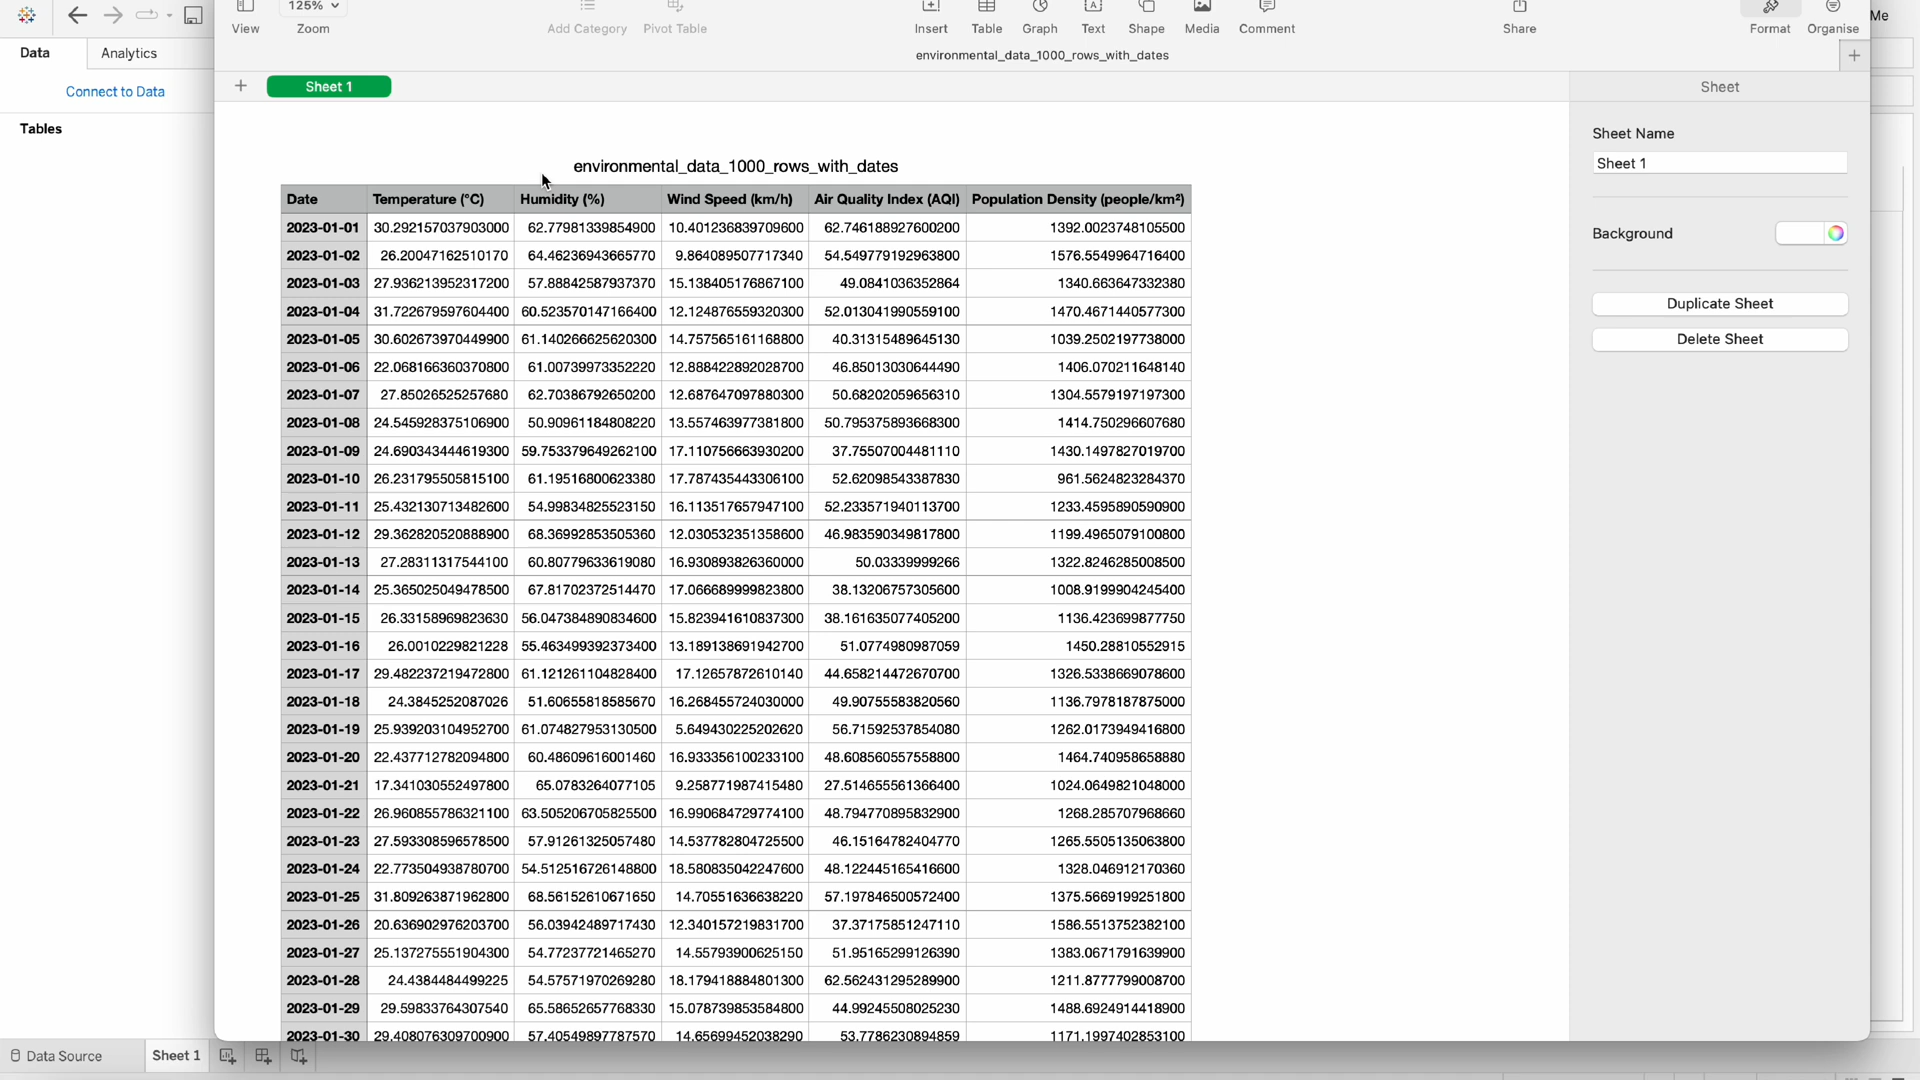 125%
Me
View
Zoom
Add Category
Pivot Table
Insert
Table
Graph
Text
Shape
Media
Comment
Share
Format
Organise
Data
Analytics
environmental_data_1000_rows_with_dates
Connect to Data
Sheet 1
Sheet
Tables
Sheet Name
Sheet 1
Background
Duplicate Sheet
Delete Sheet
environmental_data_1000_rows_with_dates
Date Temperature (°C) Humidity (%) Wind Speed (km/h) Air Quality Index (AQI) Population Density (people/km²)
2023-01-01 30.292157037903000 62.77981339854900 10.401236839709600 62.746188927600200 1392.0023748105500
2023-01-02 26.20047162510170 64.46236943665770 9.864089507717340 54.549779192963800 1576.5549964716400
2023-01-03 27.936213952317200 57.88842587937370 15.138405176867100 49.0841036352864 1340.663647332380
2023-01-04 31.722679597604400 60.523570147166400 12.124876559320300 52.013041990559100 1470.4671440577300
2023-01-05 30.602673970449900 61.140266625620300 14.757565161168800 40.31315489645130 1039.2502197738000
2023-01-06 22.068166360370800 61.00739973352220 12.888422892028700 46.85013030644490 1406.070211648140
2023-01-07 27.85026525257680 62.70386792650200 12.687647097880300 50.68202059656310 1304.5579197197300
2023-01-08 24.545928375106900 50.90961184808220 13.557463977381800 50.795375893668300 1414.750296607680
2023-01-09 24.690343444619300 59.753379649262100 17.110756663930200 37.75507004481110 1430.1497827019700
2023-01-10 26.231795505815100 61.19516800623380 17.787435443306100 52.62098543387830 961.5624823284370
2023-01-11 25.432130713482600 54.99834825523150 16.113517657947100 52.233571940113700 1233.4595890590900
2023-01-12 29.362820520888900 68.36992853505360 12.030532351358600 46.983590349817800 1199.4965079100800
2023-01-13 27.28311317544100 60.80779633619080 16.930893826360000 50.03339999266 1322.8246285008500
2023-01-14 25.365025049478500 67.81702372514470 17.066689999823800 38.13206757305600 1008.9199904245400
2023-01-15 26.33158969823630 56.047384890834600 15.823941610837300 38.161635077405200 1136.423699877750
2023-01-16 26.0010229821228 55.463499392373400 13.189138691942700 51.0774980987059 1450.28810552915
2023-01-17 29.482237219472800 61.121261104828400 17.12657872610140 44.658214472670700 1326.5338669078600
2023-01-18 24.3845252087026 51.60655818585670 16.268455724030000 49.90755583820560 1136.7978187875000
2023-01-19 25.939203104952700 61.074827953130500 5.649430225202620 56.71592537854080 1262.0173949416800
2023-01-20 22.437712782094800 60.48609616001460 16.933356100233100 48.608560557558800 1464.740958658880
2023-01-21 17.341030552497800 65.0783264077105 9.258771987415480 27.514655561366400 1024.0649821048000
2023-01-22 26.960855786321100 63.505206705825500 16.990684729774100 48.794770895832900 1268.285707968660
2023-01-23 27.593308596578500 57.91261325057480 14.537782804725500 46.15164782404770 1265.5505135063800
2023-01-24 22.773504938780700 54.512516726148800 18.580835042247600 48.122445165416600 1328.046912170360
2023-01-25 31.809263871962800 68.56152610671650 14.70551636638220 57.197846500572400 1375.5669199251800
2023-01-26 20.636902976203700 56.03942489717430 12.340157219831700 37.37175851247110 1586.5513752382100
2023-01-27 25.137275551904300 54.77237721465270 14.55793900625150 51.95165299126390 1383.0671791639900
2023-01-28 24.4384484499225 54.57571970269280 18.179418884801300 62.562431295289900 1211.8777799008700
2023-01-29 29.59833764307540 65.58652657768330 15.078739853584800 44.99245508025230 1488.6924914418900
2023-01-30 29.408076309700900 57.40549897787570 14.65699452038290 53.7786230894859 1171.1997402853100
Data Source
Sheet 1